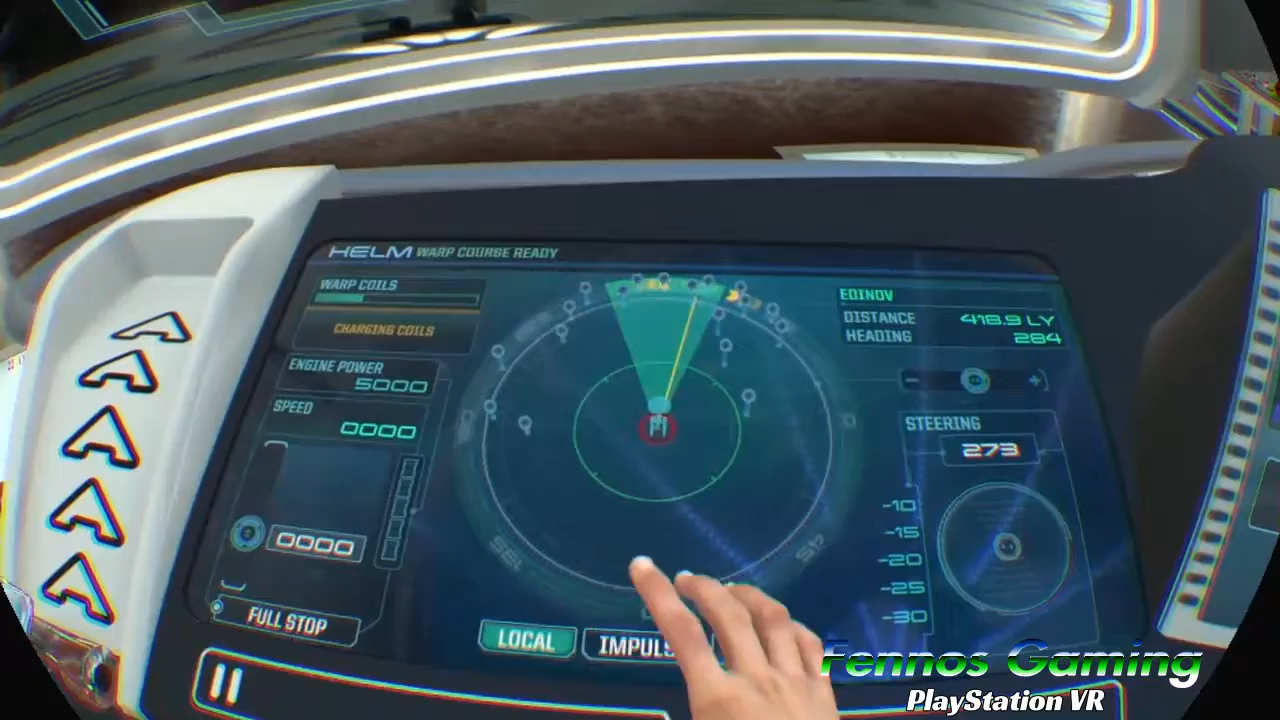 HELM WARP COURSE READY
WARP COILS
CHARGING COILS
ENGINE POWER
5000
SPEED
0000
0000
FULL STOP
EDINOV
DISTANCE 418.9 LY
HEADING 284
STEERING
273
-10
-15
-20
-25
-30
LOCAL
Fennos Gaming
PlayStation VR